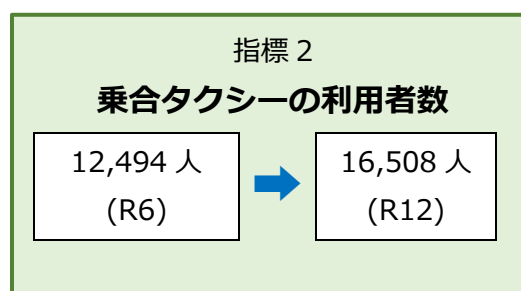 指標２
乗合タクシーの利用者数
12,494 人
(R6)
16,508 人
(R12)